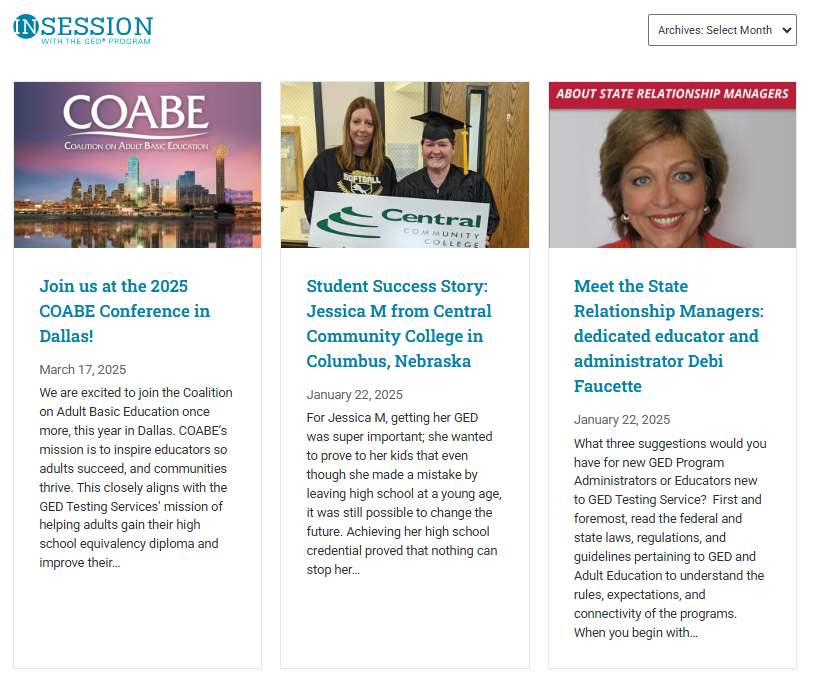 INSESSION
WITH THE GED® PROGRAM
Archives: Select Month
COABE
COALITION ON ADULT BASIC EDUCATION
Join us at the 2025
COABE Conference in
Dallas!
March 17, 2025
We are excited to join the Coalition
on Adult Basic Education once
more, this year in Dallas. COABE’s
mission is to inspire educators so
adults succeed, and communities
thrive. This closely aligns with the
GED Testing Services’ mission of
helping adults gain their high
school equivalency diploma and
improve their...
SOFTBALL
Central
COMMUNITY
COLLEGE
Student Success Story:
Jessica M from Central
Community College in
Columbus, Nebraska
January 22, 2025
For Jessica M, getting her GED
was super important; she wanted
to prove to her kids that even
though she made a mistake by
leaving high school at a young age,
it was still possible to change the
future. Achieving her high school
credential proved that nothing can
stop her...
ABOUT STATE RELATIONSHIP MANAGERS
Meet the State
Relationship Managers:
dedicated educator and
administrator Debi
Faucette
January 22, 2025
What three suggestions would you
have for new GED Program
Administrators or Educators new
to GED Testing Service?  First and
foremost, read the federal and
state laws, regulations, and
guidelines pertaining to GED and
Adult Education to understand the
rules, expectations, and
connectivity of the programs.
When you begin with...